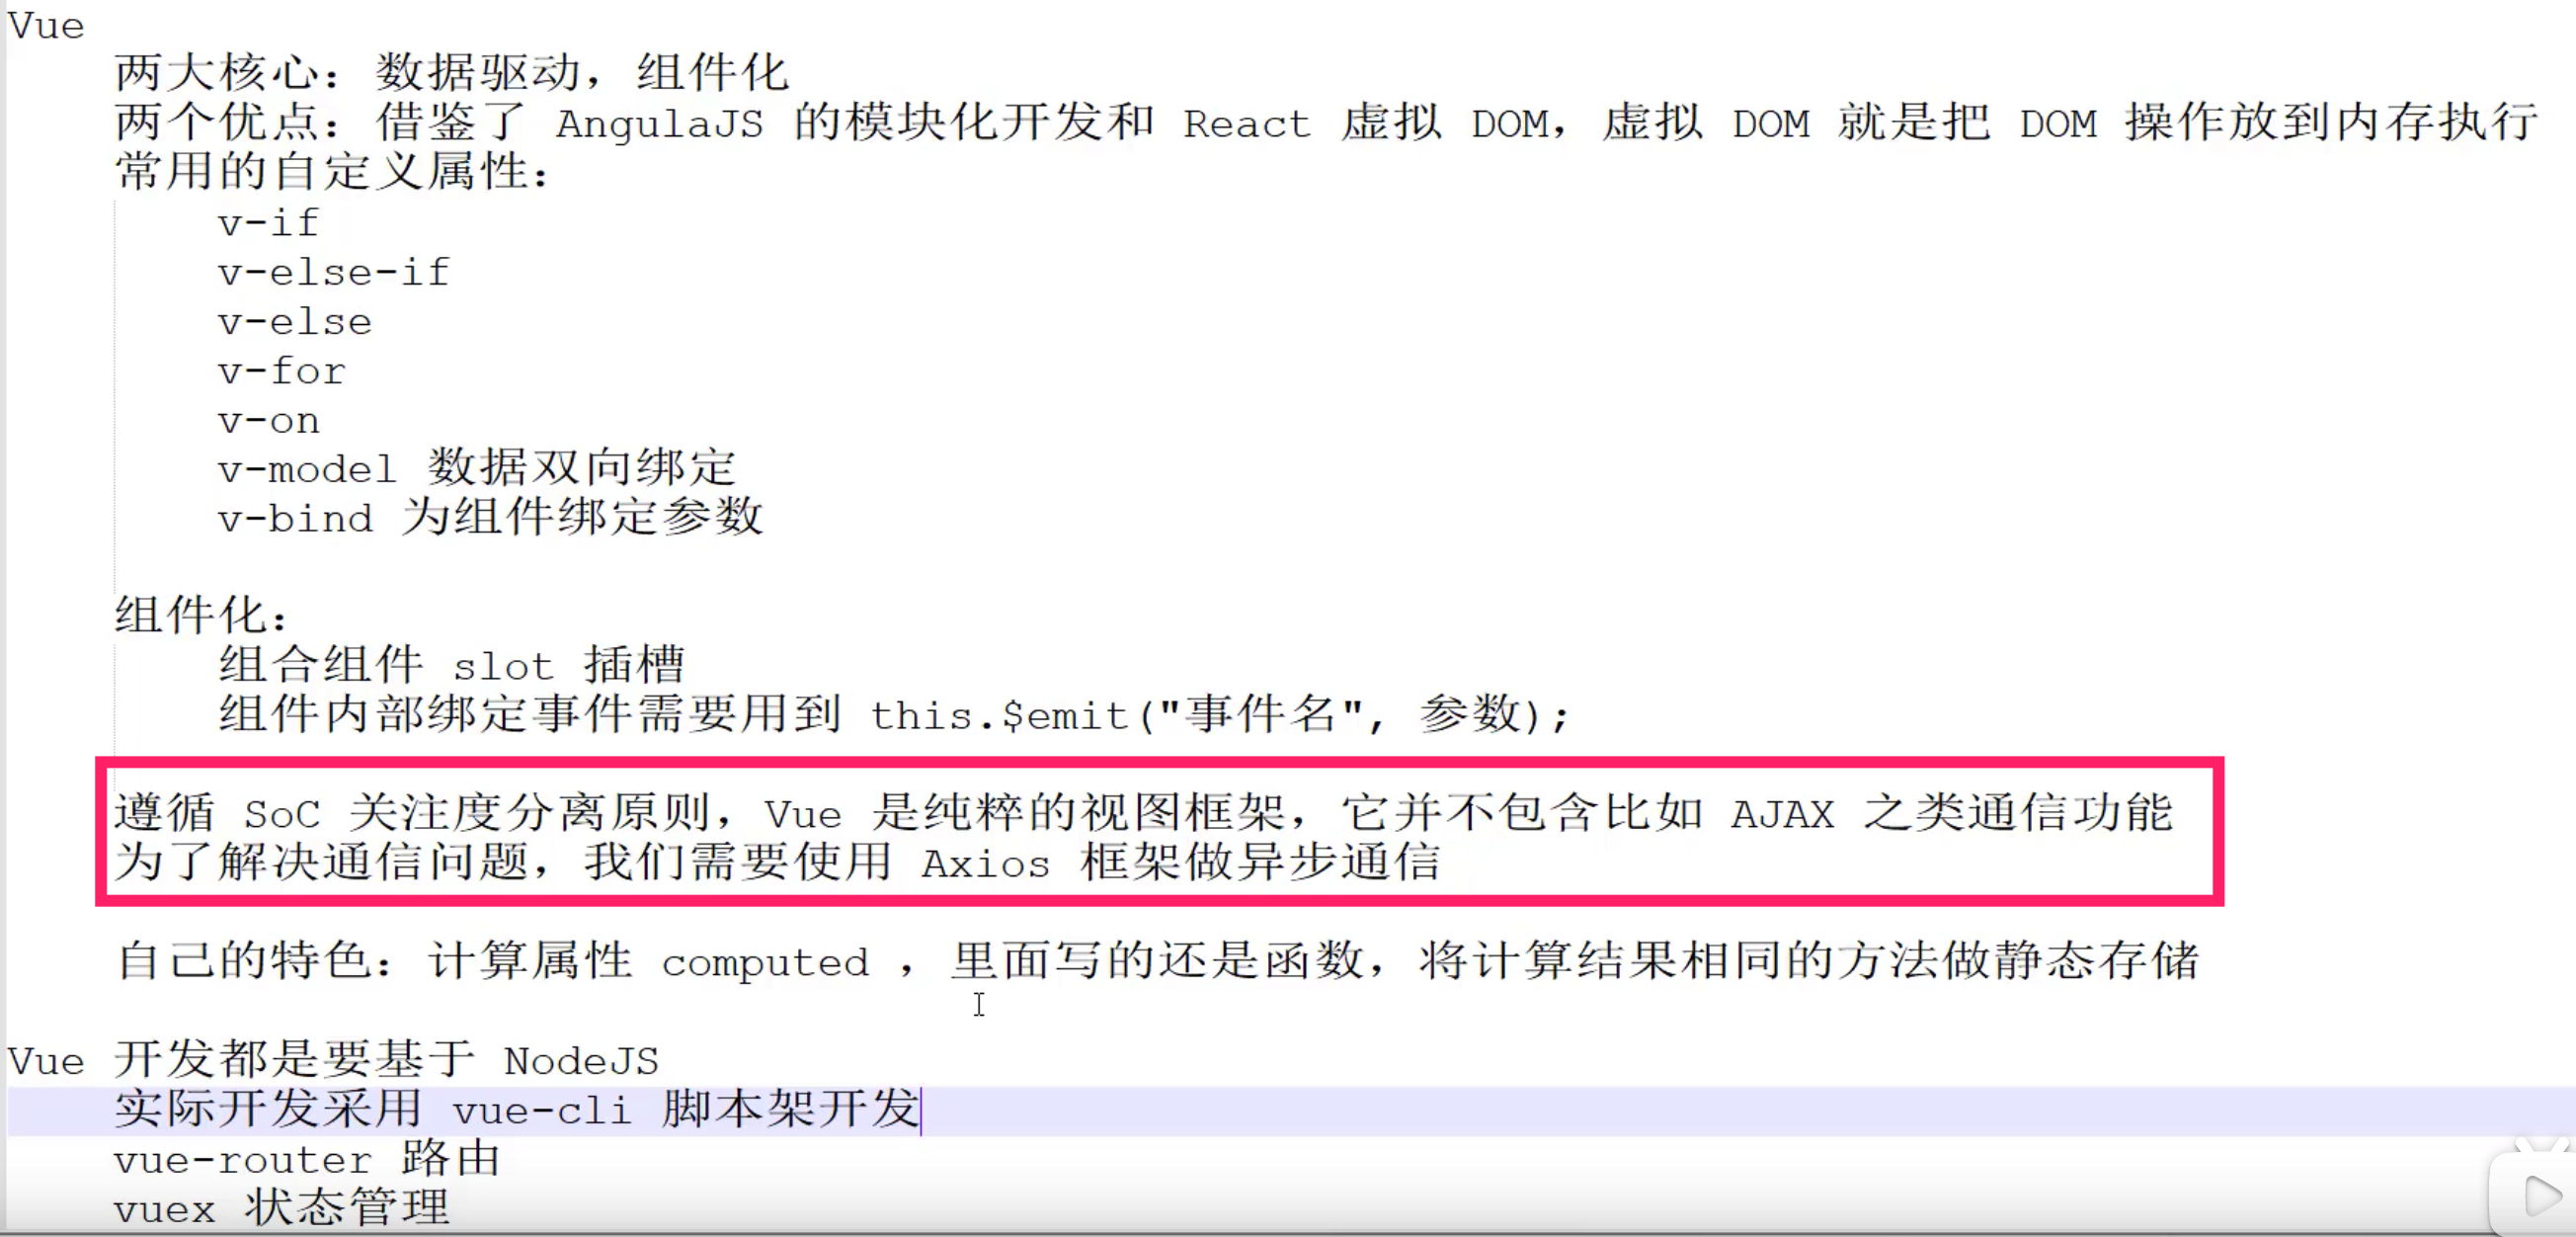 Vue
两大核心：数据驱动，组件化
两个优点：借鉴了 AngulaJS 的模块化开发和 React 虚拟 DOM，虚拟 DOM 就是把 DOM 操作放到内存执行
常用的自定义属性：
v-if
v-else-if
v-else
v-for
v-on
v-model 数据双向绑定
v-bind 为组件绑定参数
组件化：
组合组件 slot 插槽
组件内部绑定事件需要用到 this.$emit("事件名", 参数);
遵循 SoC 关注度分离原则，Vue 是纯粹的视图框架，它并不包含比如 AJAX 之类通信功能
为了解决通信问题，我们需要使用 Axios 框架做异步通信
自己的特色：计算属性 computed ，里面写的还是函数，将计算结果相同的方法做静态存储
Vue 开发都是要基于 NodeJS
实际开发采用 vue-cli 脚本架开发
vue-router 路由
vuex 状态管理